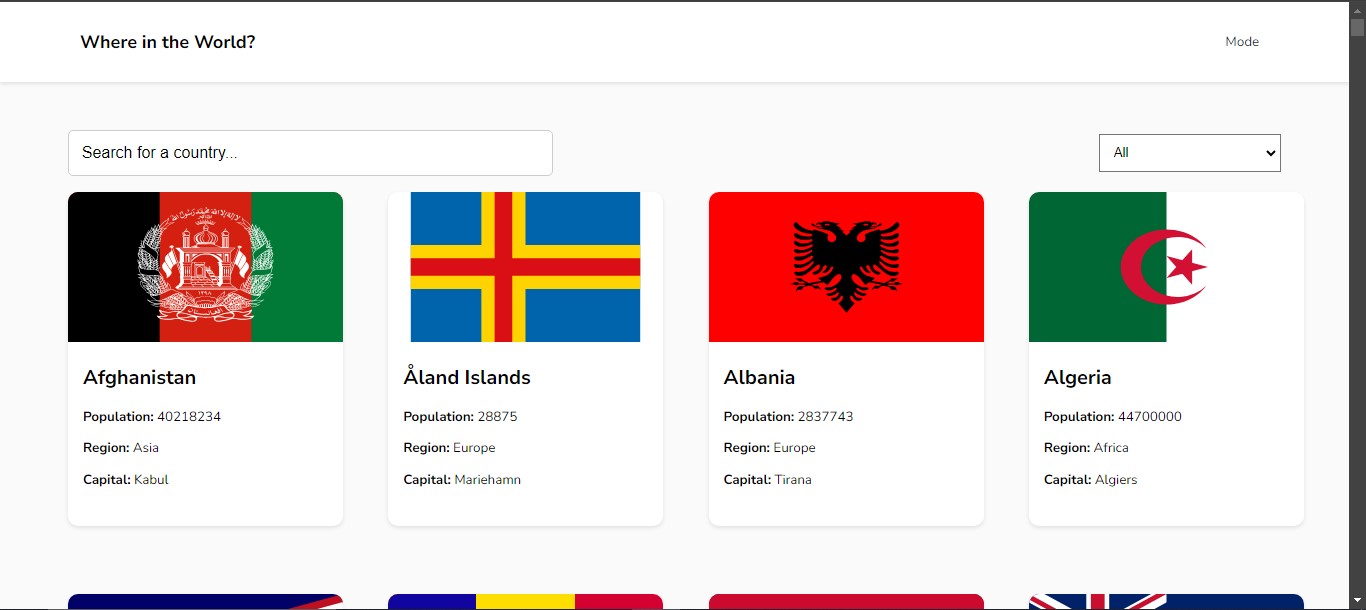 Where in the World?
Mode
Search for a country...
All
Afghanistan
Population: 40218234
Region: Asia
Capital: Kabul
Åland Islands
Population: 28875
Region: Europe
Capital: Mariehamn
Albania
Population: 2837743
Region: Europe
Capital: Tirana
Algeria
Population: 44700000
Region: Africa
Capital: Algiers